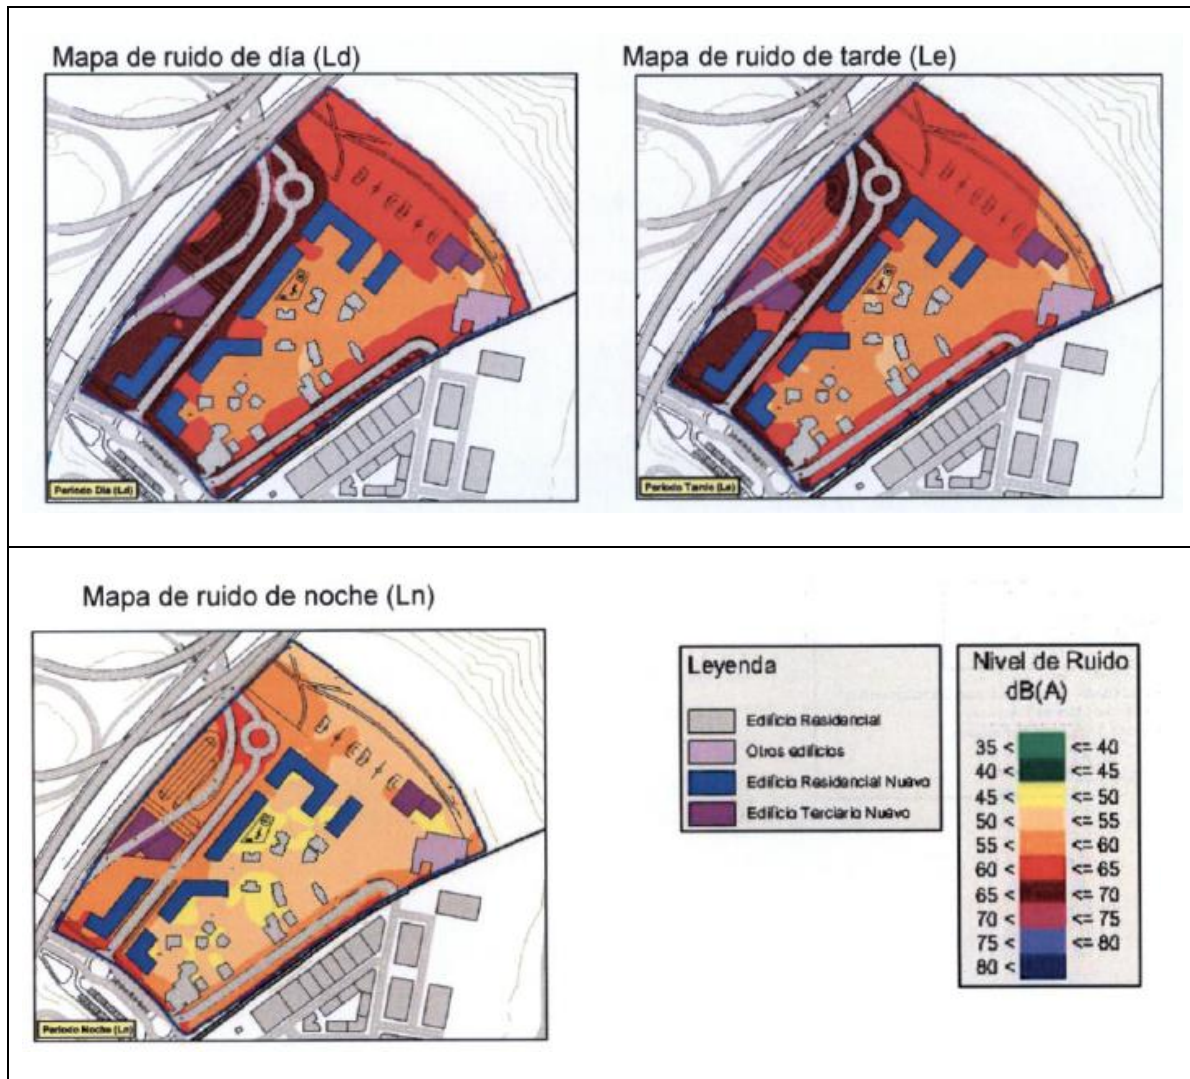 Mapa de ruido de día (Ld)
Mapa de ruido de tarde (Le)
Periodo Dia (Ld)
Periodo Tarde (Le)
Mapa de ruido de noche (Ln)
Periodo Noche (Ln)
Leyenda
Edificio Residencial
Otros edificios
Edificio Residencial Nuevo
Edificio Terciario Nuevo
Nivel de Ruido
dB(A)
35 < <= 40
40 < <= 45
45 < <= 50
50 < <= 55
55 < <= 60
60 < <= 65
65 < <= 70
70 < <= 75
75 < <= 80
80 <